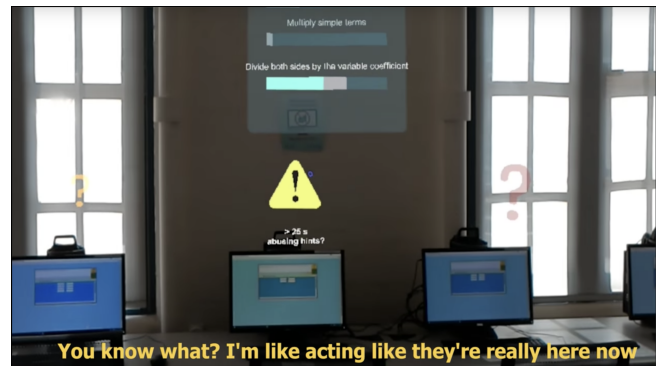 Multiply simple terms
Divide both sides by the variable coefficient
?
!
?
> 25 s
abusing hints?
You know what? I'm like acting like they're really here now